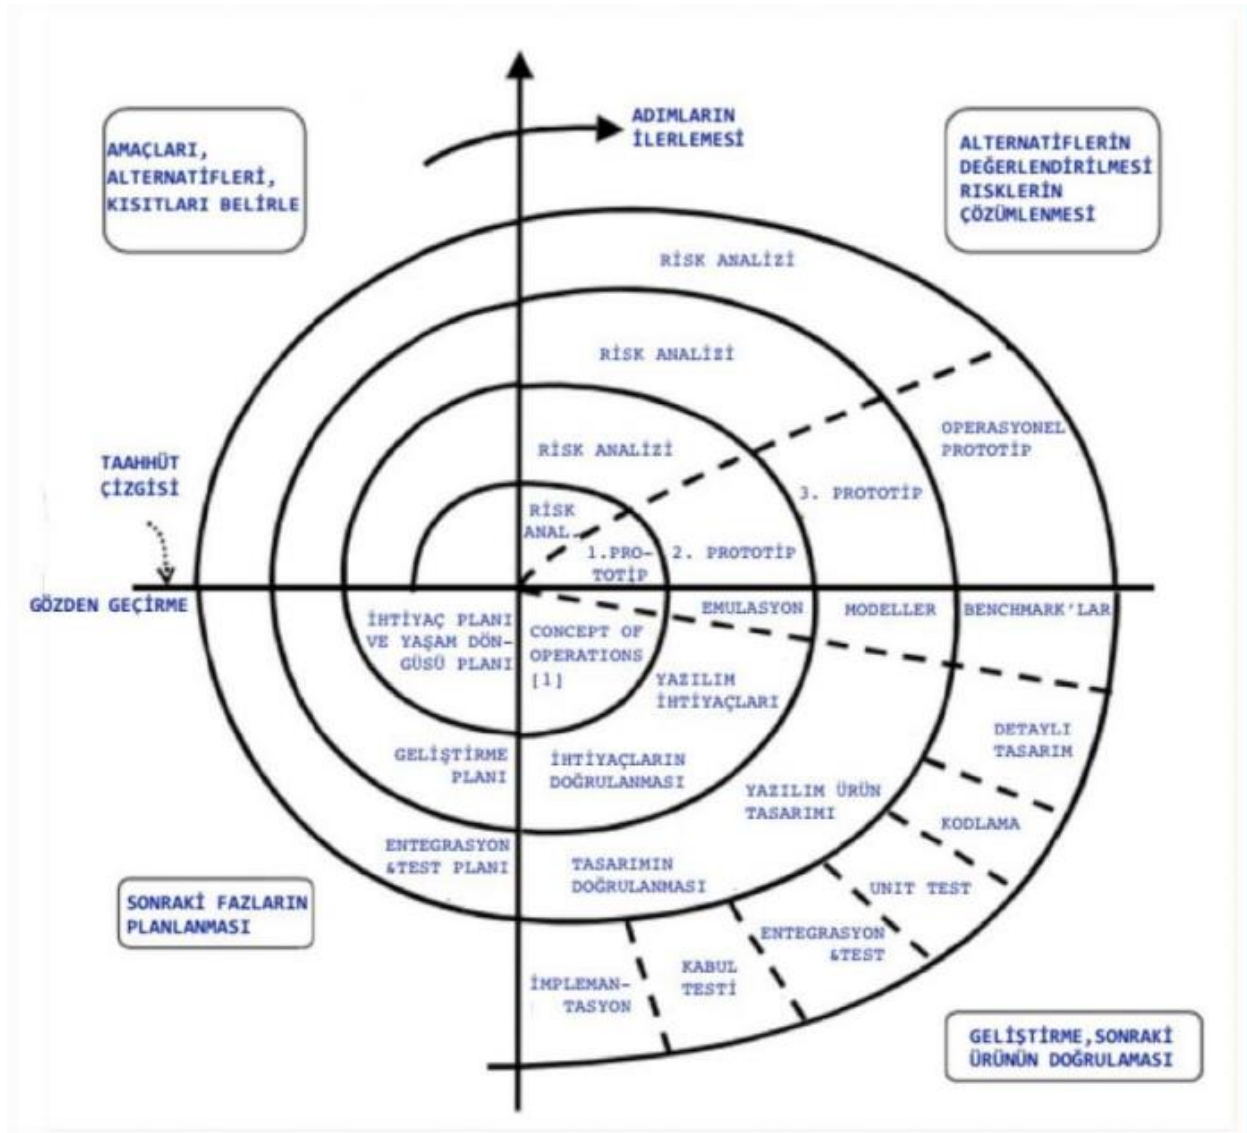 ADIMLARIN
İLERLEMESİ
AMAÇLARI,
ALTERNATİFLERİ,
KISITLARI BELİRLE
ALTERNATİFLERİN
DEĞERLENDİRİLMESİ
RISKLERIN
ÇÖZÜMLENMESİ
RİSK ANALİZİ
RİSK ANALİZİ
RİSK ANALİZİ
RİSK
ANAL.
OPERASYONEL
PROTOTİP
3. PROTOTİP
2. PROTOTİP
1.PRO-
TOTİP
TAAHHÜT
ÇİZGİSİ
GÖZDEN GEÇİRME
İHTİYAÇ PLANI
VE YAŞAM DÖN-
GÜSÜ PLANI
CONCEPT OF
OPERATIONS
[1]
EMULASYON
MODELLER
BENCHMARK'LAR
YAZILIM
İHTİYAÇLARI
DETAYLI
TASARIM
GELİŞTİRME
PLANI
İHTİYAÇLARIN
DOĞRULANMASI
YAZILIM ÜRÜN
TASARIMI
KODLAMA
ENTEGRASYON
&TEST PLANI
TASARIMIN
DOĞRULANMASI
UNIT TEST
ENTEGRASYON
&TEST
KABUL
TESTİ
İMPLEMAN-
TASYON
SONRAKİ FAZLARIN
PLANLANMASI
GELİŞTİRME,SONRAKİ
ÜRÜNÜN DOĞRULAMASI